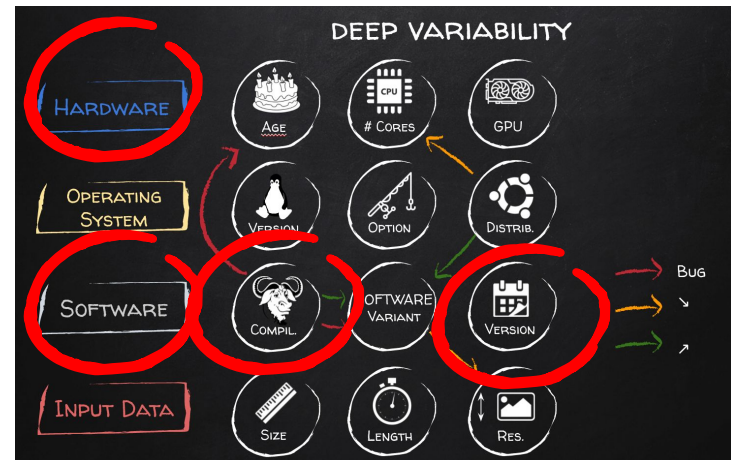 DEEP VARIABILITY
HARDWARE
AGE
CPU
# CORES
GPU
OPERATING
SYSTEM
VERSION
OPTION
DISTRIB.
SOFTWARE
COMPIL.
OFTWARE
VARIANT
VERSION
BUG
↘
↗
INPUT DATA
SIZE
LENGTH
RES.